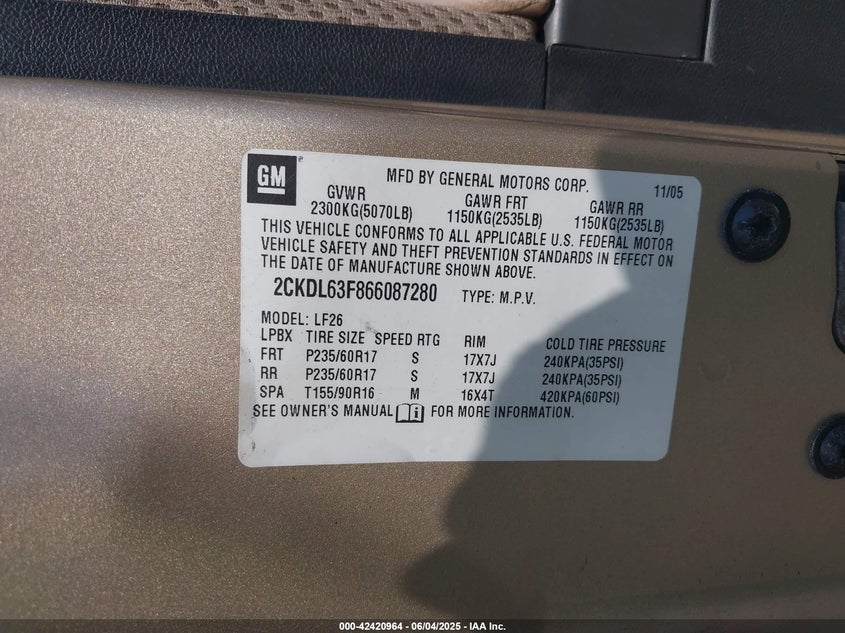 GM
MFD BY GENERAL MOTORS CORP. 11/05
GVWR GAWR FRT GAWR RR
2300KG(5070LB) 1150KG(2535LB) 1150KG(2535LB)
THIS VEHICLE CONFORMS TO ALL APPLICABLE U.S. FEDERAL MOTOR
VEHICLE SAFETY AND THEFT PREVENTION STANDARDS IN EFFECT ON
THE DATE OF MANUFACTURE SHOWN ABOVE.
2CKDL63F866087280 TYPE: M.P.V.
MODEL: LF26
LPBX TIRE SIZE SPEED RTG RIM COLD TIRE PRESSURE
FRT P235/60R17 S 17X7J 240KPA(35PSI)
RR P235/60R17 S 17X7J 240KPA(35PSI)
SPA T155/90R16 M 16X4T 420KPA(60PSI)
SEE OWNER'S MANUAL i FOR MORE INFORMATION.
000-42420964 - 06/04/2025 - IAA Inc.